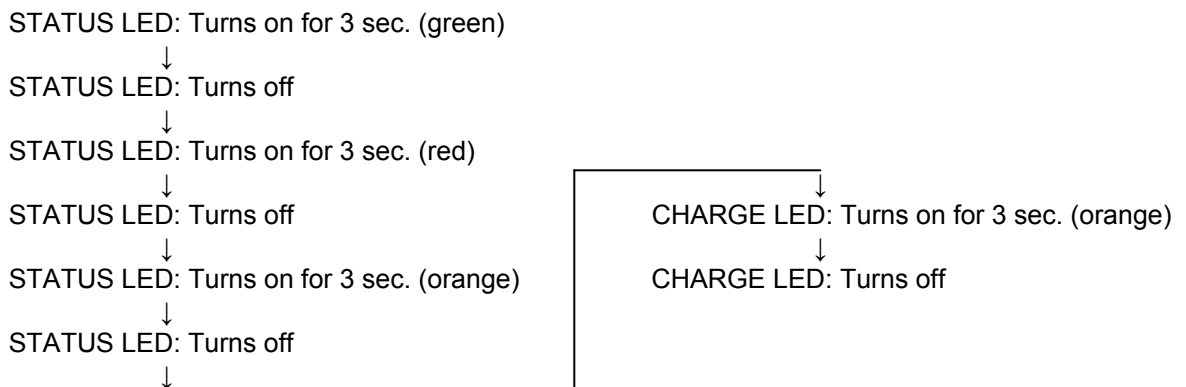 STATUS LED: Turns on for 3 sec. (green)
↓
STATUS LED: Turns off
↓
STATUS LED: Turns on for 3 sec. (red)
↓
STATUS LED: Turns off
↓
STATUS LED: Turns on for 3 sec. (orange)
↓
STATUS LED: Turns off
↓
↓
CHARGE LED: Turns on for 3 sec. (orange)
↓
CHARGE LED: Turns off